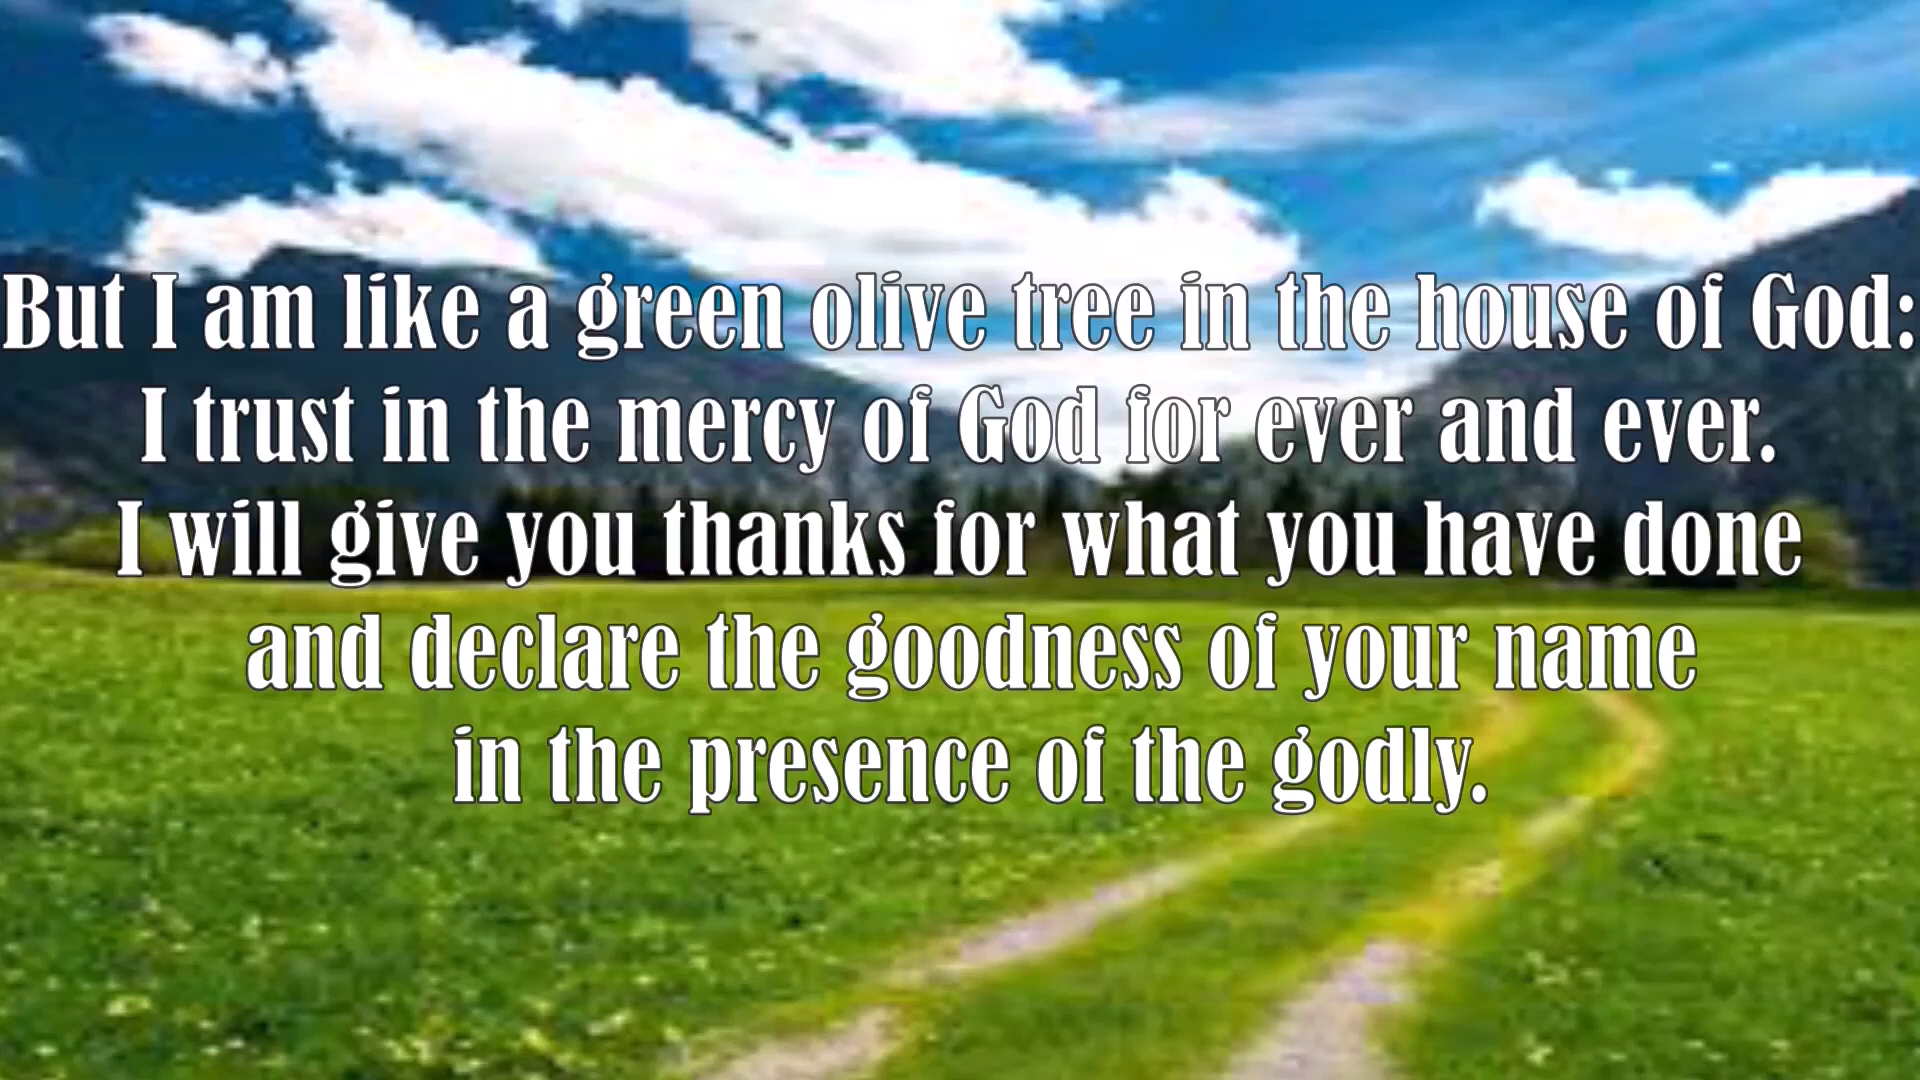 But I am like a green olive tree in the house of God:
I trust in the mercy of God for ever and ever.
I will give you thanks for what you have done
and declare the goodness of your name
in the presence of the godly.